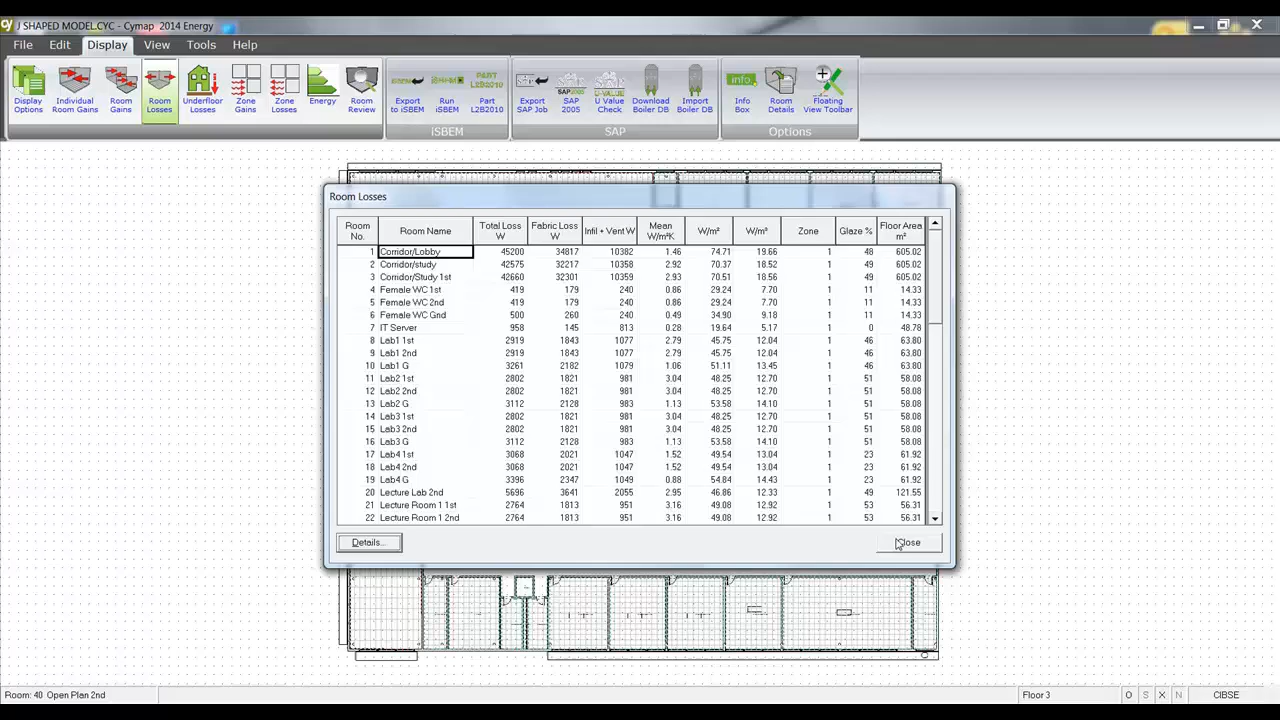 J SHAPED MODEL.CYC - Cymap 2014 Energy
File Edit Display View Tools Help
Display Options
Individual Room Gains
Room Gains
Room Losses
Underfloor Losses
Zone Gains
Zone Losses
Energy
Room Review
Export to iSBEM
Run iSBEM
Part L2B2010
Export SAP Job
SAP 2005
U Value Check
Download Boiler DB
Import Boiler DB
Info Box
Room Details
Floating View Toolbar
iSBEM SAP Options
Room Losses
Room No. Room Name Total Loss W Fabric Loss W Infil + Vent W Mean W/m²K W/m² W/m³ Zone Glaze % Floor Area m²
1 Corridor/Lobby 45200 34817 10382 1.46 74.71 19.66 1 48 605.02
2 Corridor/study 42575 32217 10358 2.92 70.37 18.52 1 49 605.02
3 Corridor/Study 1st 42660 32301 10359 2.93 70.51 18.56 1 49 605.02
4 Female WC 1st 419 179 240 0.86 29.24 7.70 1 11 14.33
5 Female WC 2nd 419 179 240 0.86 29.24 7.70 1 11 14.33
6 Female WC Gnd 500 260 240 0.49 34.90 9.18 1 11 14.33
7 IT Server 958 145 813 0.28 19.64 5.17 1 0 48.78
8 Lab1 1st 2919 1843 1077 2.79 45.75 12.04 1 46 63.80
9 Lab1 2nd 2919 1843 1077 2.79 45.75 12.04 1 46 63.80
10 Lab1 G 3261 2182 1079 1.06 51.11 13.45 1 46 63.80
11 Lab2 1st 2802 1821 981 3.04 48.25 12.70 1 51 58.08
12 Lab2 2nd 2802 1821 981 3.04 48.25 12.70 1 51 58.08
13 Lab2 G 3112 2128 983 1.13 53.58 14.10 1 51 58.08
14 Lab3 1st 2802 1821 981 3.04 48.25 12.70 1 51 58.08
15 Lab3 2nd 2802 1821 981 3.04 48.25 12.70 1 51 58.08
16 Lab3 G 3112 2128 983 1.13 53.58 14.10 1 51 58.08
17 Lab4 1st 3068 2021 1047 1.52 49.54 13.04 1 23 61.92
18 Lab4 2nd 3068 2021 1047 1.52 49.54 13.04 1 23 61.92
19 Lab4 G 3396 2347 1049 0.88 54.84 14.43 1 23 61.92
20 Lecture Lab 2nd 5696 3641 2055 2.95 46.86 12.33 1 49 121.55
21 Lecture Room 1 1st 2764 1813 951 3.16 49.08 12.92 1 53 56.31
22 Lecture Room 1 2nd 2764 1813 951 3.16 49.08 12.92 1 53 56.31
Details... Close
Room: 40 Open Plan 2nd Floor 3 O S X N CIBSE